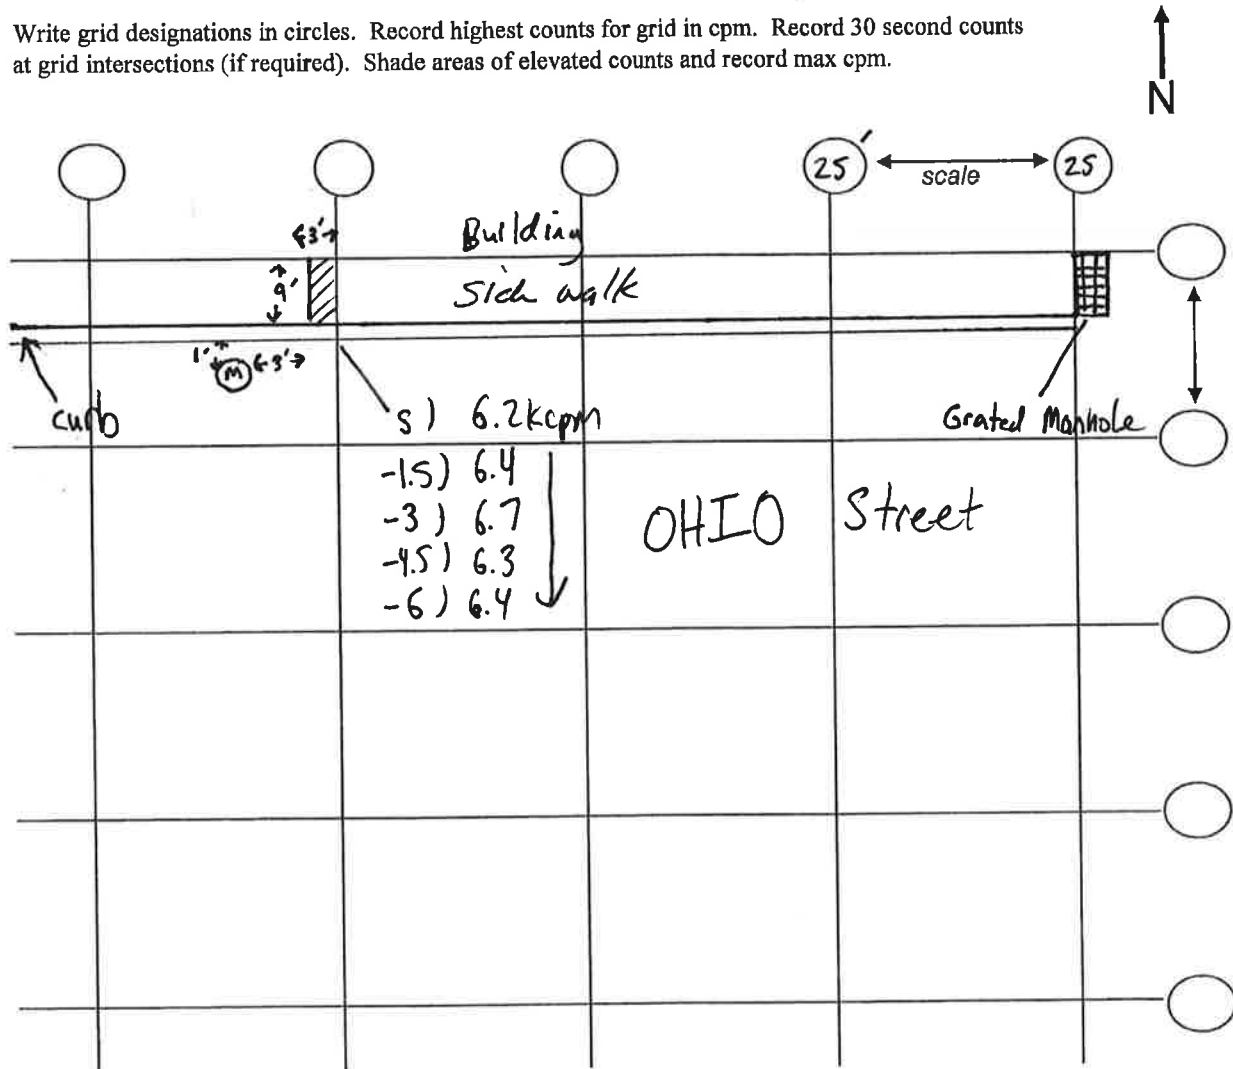 Write grid designations in circles. Record highest counts for grid in cpm. Record 30 second counts
at grid intersections (if required). Shade areas of elevated counts and record max cpm.
N
25'
scale
25
3'
Building
9'
Side walk
1'
M
3'
curb
s) 6.2kcpm
Grated Manhole
-1.5) 6.4
-3) 6.7
-4.5) 6.3
-6) 6.4
OHIO Street